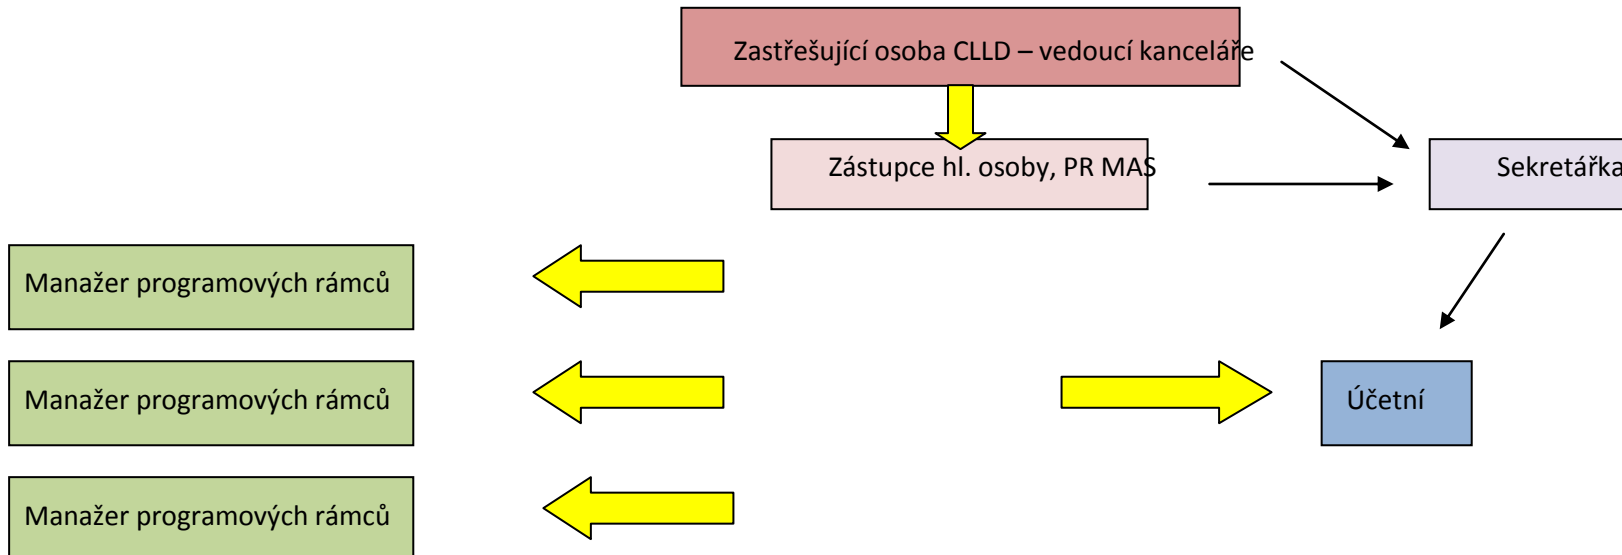 Zastřešující osoba CLLD – vedoucí kanceláře
Zástupce hl. osoby, PR MAS
Sekretářka
Manažer programových rámců
Manažer programových rámců
Účetní
Manažer programových rámců